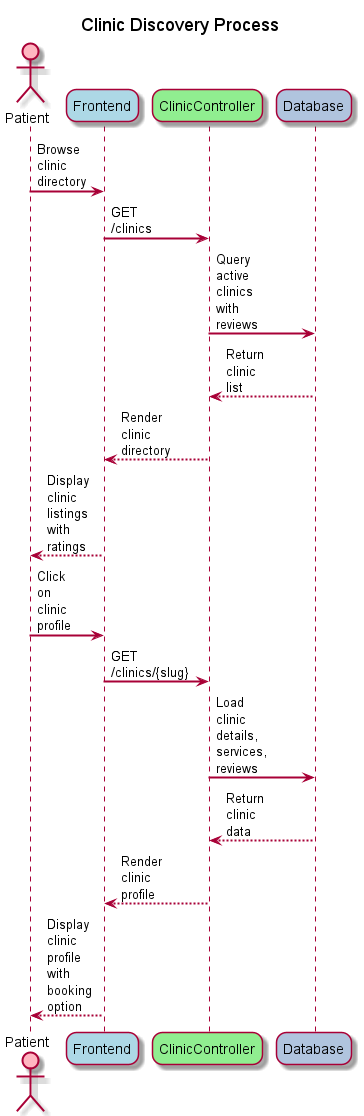 Clinic Discovery Process
Patient
Frontend
ClinicController
Database
Browse
clinic
directory
GET
/clinics
Query
active
clinics
with
reviews
Return
clinic
list
Render
clinic
directory
Display
clinic
listings
with
ratings
Click
on
clinic
profile
GET
/clinics/{slug}
Load
clinic
details,
services,
reviews
Return
clinic
data
Render
clinic
profile
Display
clinic
profile
with
booking
option
Patient
Frontend
ClinicController
Database